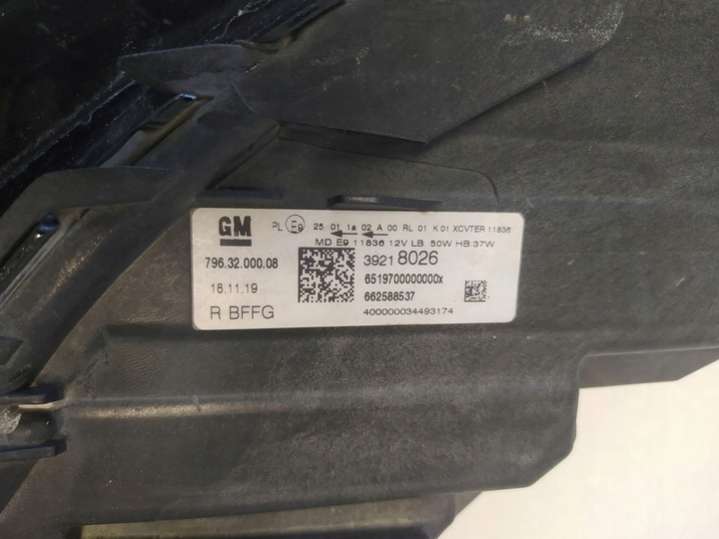 GM PL E9 25 01 1a 02 A 00 RL 01 K 01 XCVTER 11836
MD E9 11836 12V LB 50W HB 37W
796.32.000.08
3921 8026
18.11.19
6519700000000x
662588537
R BFFG
400000034493174